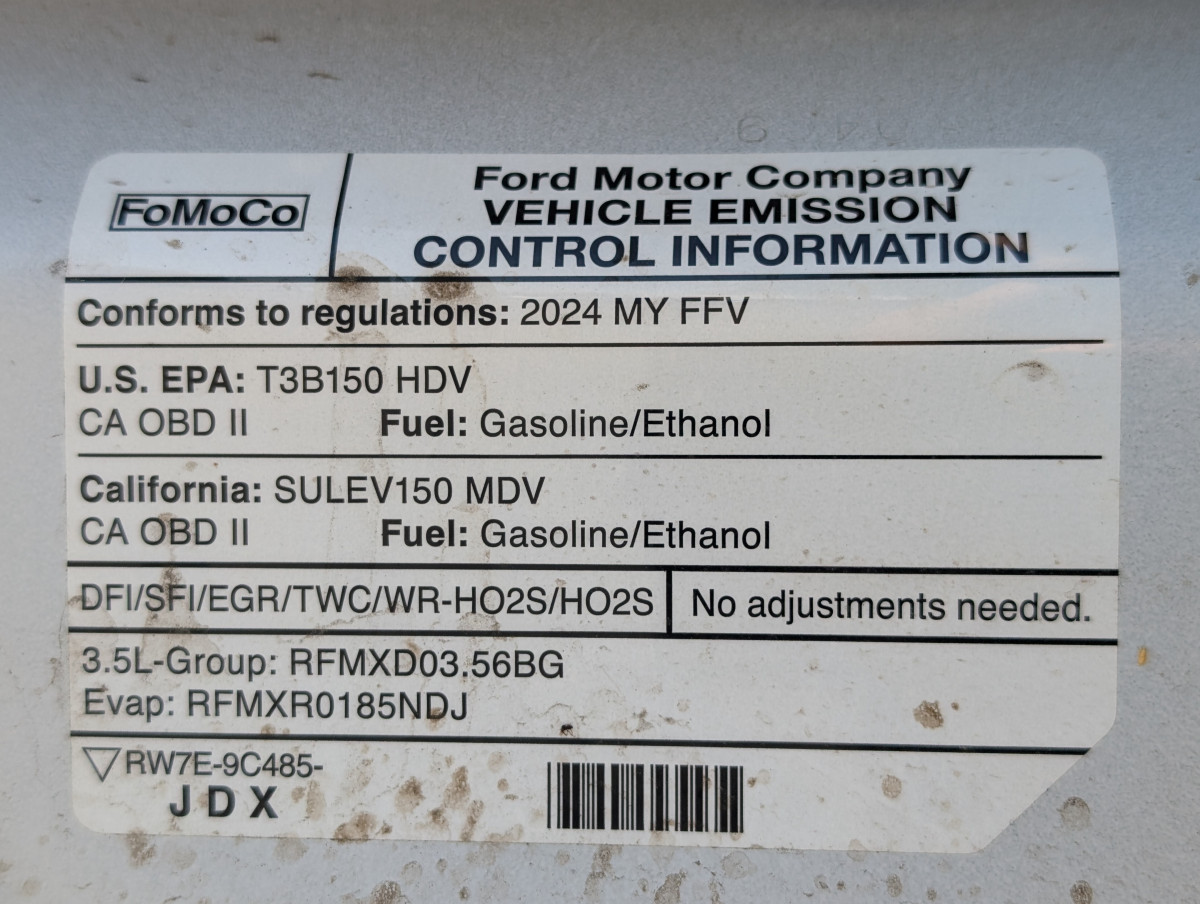 FoMoCo
Ford Motor Company
VEHICLE EMISSION
CONTROL INFORMATION
Conforms to regulations: 2024 MY FFV
U.S. EPA: T3B150 HDV
CA OBD II Fuel: Gasoline/Ethanol
California: SULEV150 MDV
CA OBD II Fuel: Gasoline/Ethanol
DFI/SFI/EGR/TWC/WR-HO2S/HO2S
No adjustments needed.
3.5L-Group: RFMXD03.56BG
Evap: RFMXR0185NDJ
RW7E-9C485-
JDX